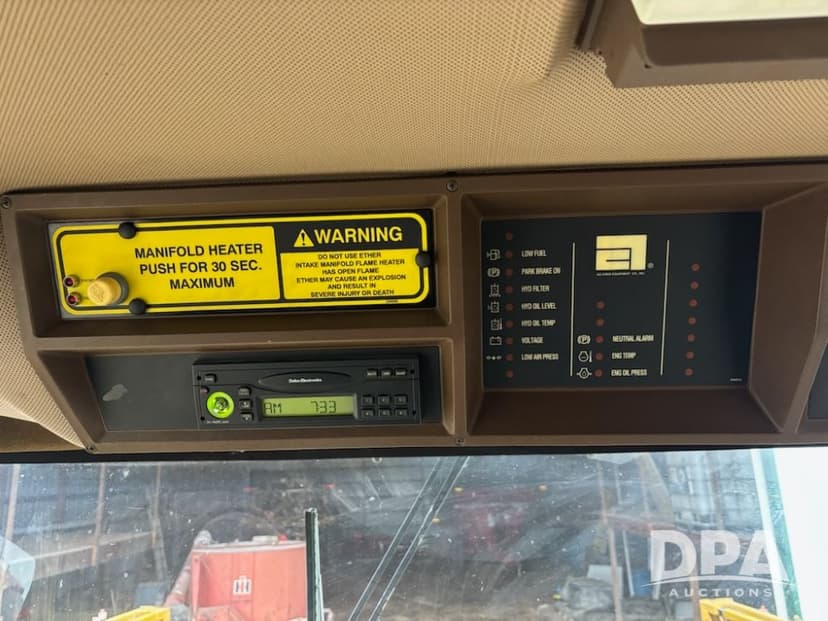 MANIFOLD HEATER
PUSH FOR 30 SEC.
MAXIMUM
WARNING
DO NOT USE ETHER
INTAKE MANIFOLD FLAME HEATER
HAS OPEN FLAME
ETHER MAY CAUSE AN EXPLOSION
AND RESULT IN
SEVERE INJURY OR DEATH
Delco Electronics
AM 733
LOW FUEL
PARK BRAKE ON
HYD FILTER
HYD OIL LEVEL
HYD OIL TEMP
VOLTAGE
LOW AIR PRESS
NEUTRAL ALARM
ENG TEMP
ENG OIL PRESS
DPA
AUCTIONS